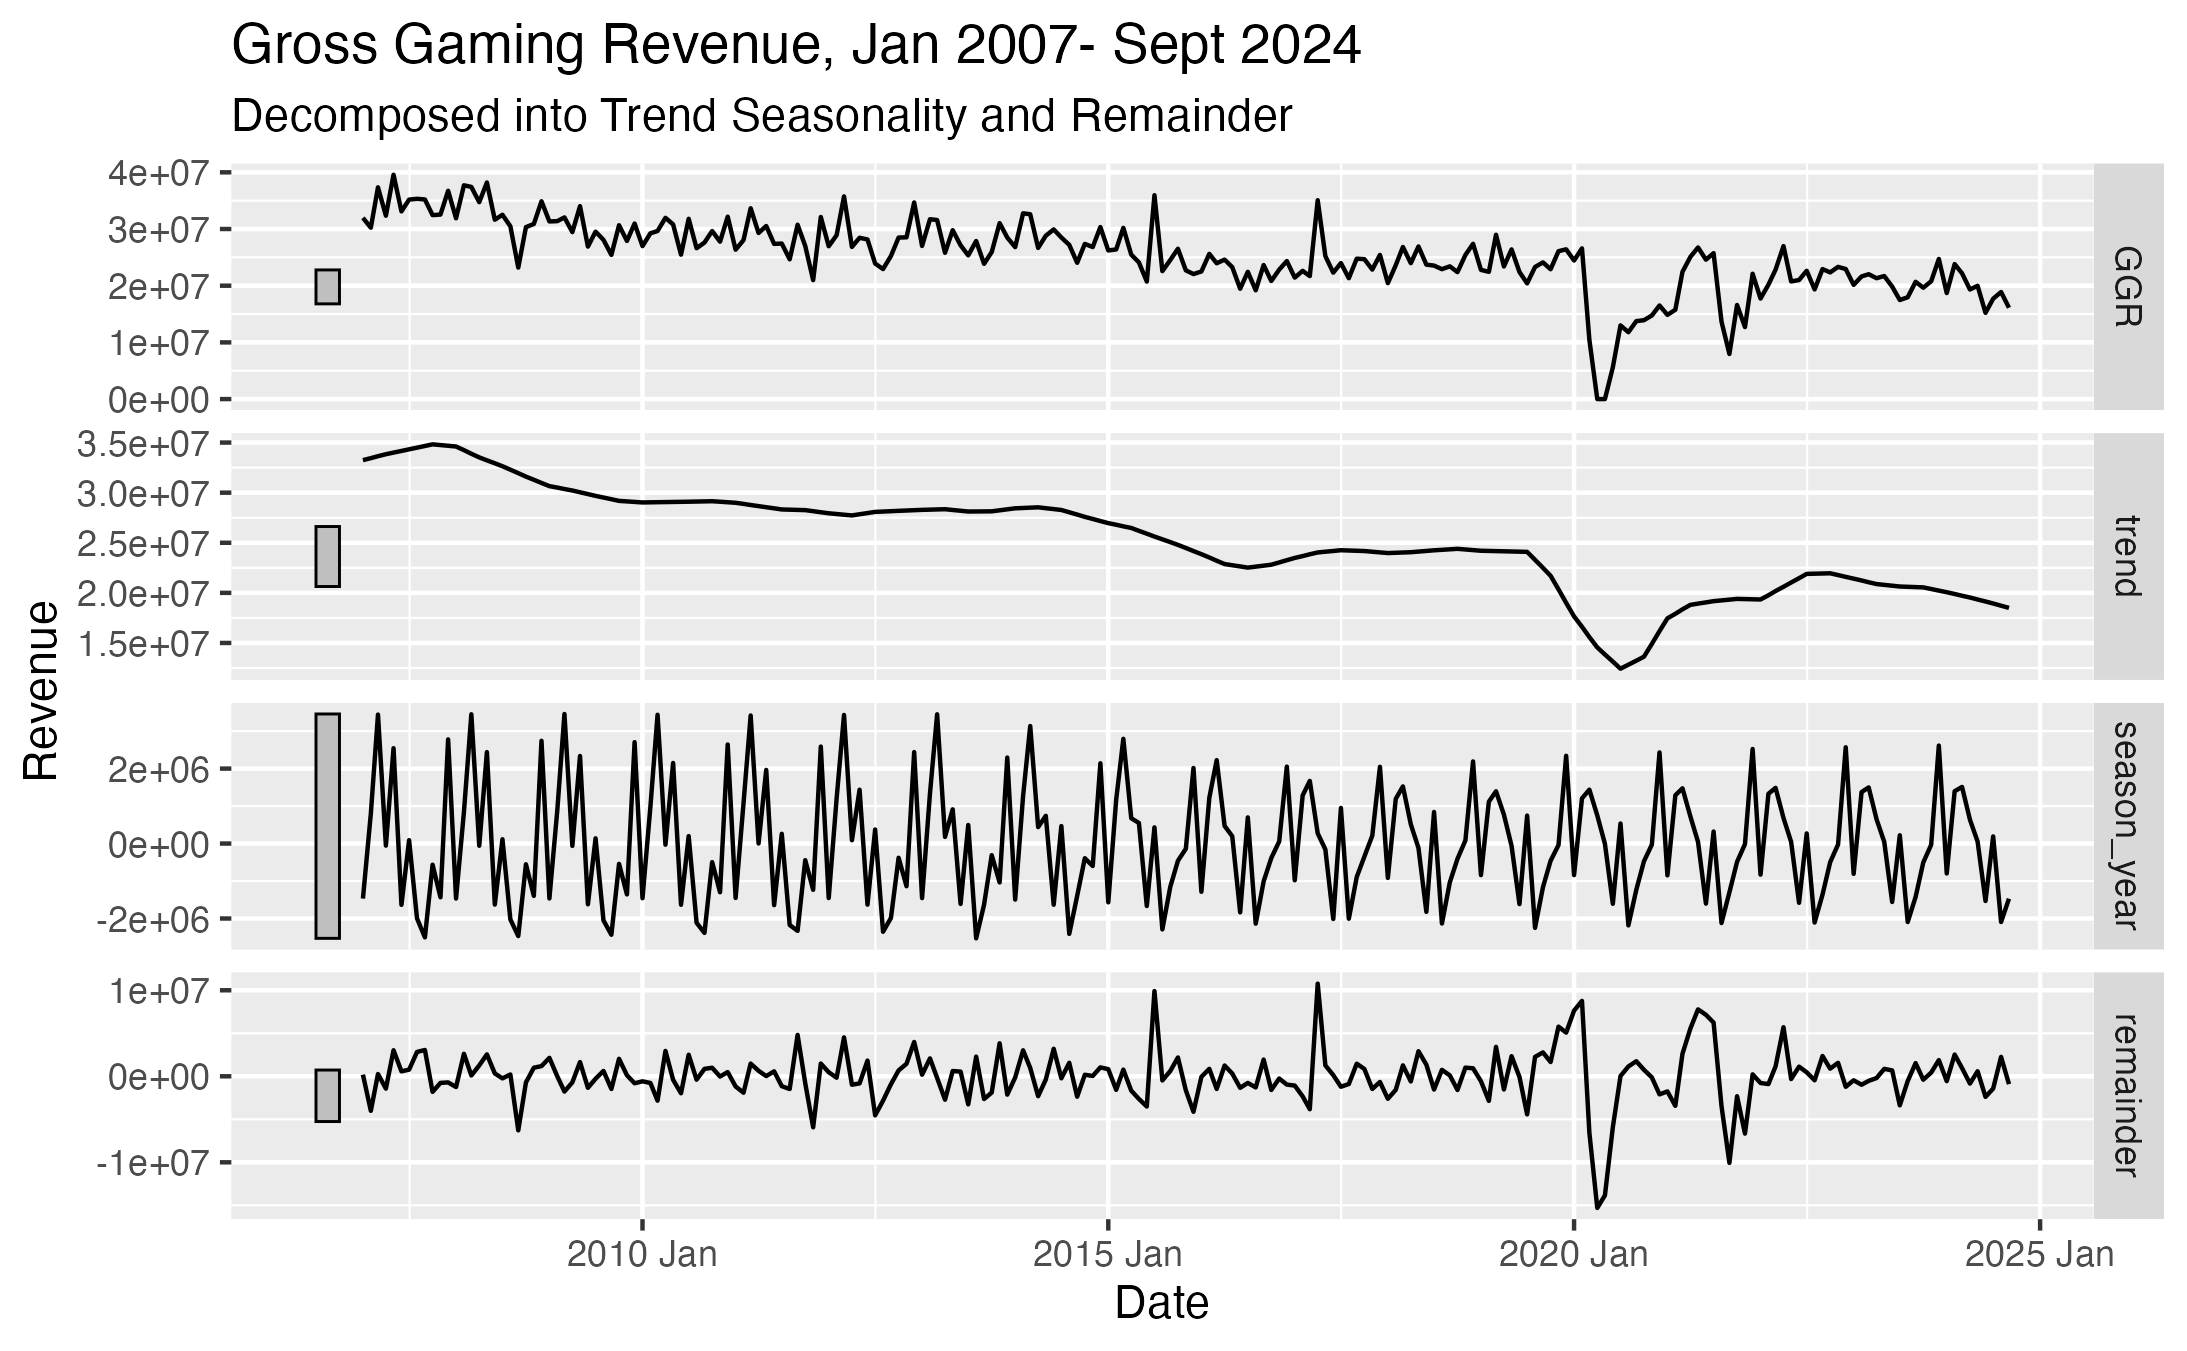 Gross Gaming Revenue, Jan 2007- Sept 2024
Decomposed into Trend Seasonality and Remainder
Revenue
4e+07
3e+07
2e+07
1e+07
0e+00
GGR
3.5e+07
3.0e+07
2.5e+07
2.0e+07
1.5e+07
trend
2e+06
0e+00
-2e+06
season_year
1e+07
0e+00
-1e+07
remainder
2010 Jan
2015 Jan
2020 Jan
2025 Jan
Date